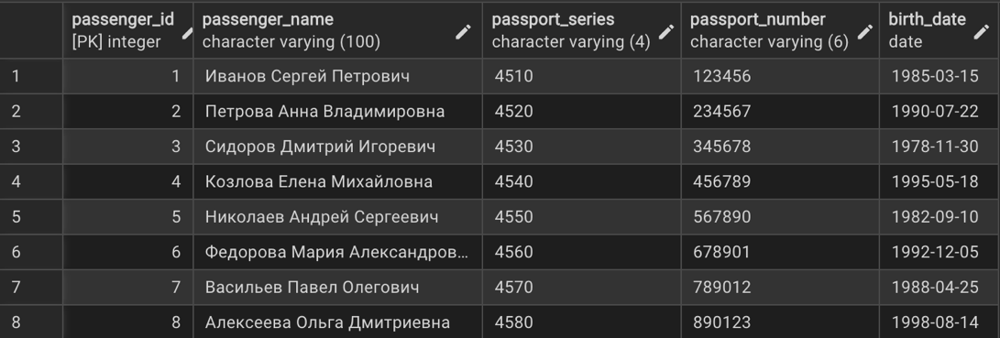 passenger_id passenger_name passport_series passport_number birth_date
[PK] integer character varying (100) character varying (4) character varying (6) date
1 1 Иванов Сергей Петрович 4510 123456 1985-03-15
2 2 Петрова Анна Владимировна 4520 234567 1990-07-22
3 3 Сидоров Дмитрий Игоревич 4530 345678 1978-11-30
4 4 Козлова Елена Михайловна 4540 456789 1995-05-18
5 5 Николаев Андрей Сергеевич 4550 567890 1982-09-10
6 6 Федорова Мария Александров... 4560 678901 1992-12-05
7 7 Васильев Павел Олегович 4570 789012 1988-04-25
8 8 Алексеева Ольга Дмитриевна 4580 890123 1998-08-14